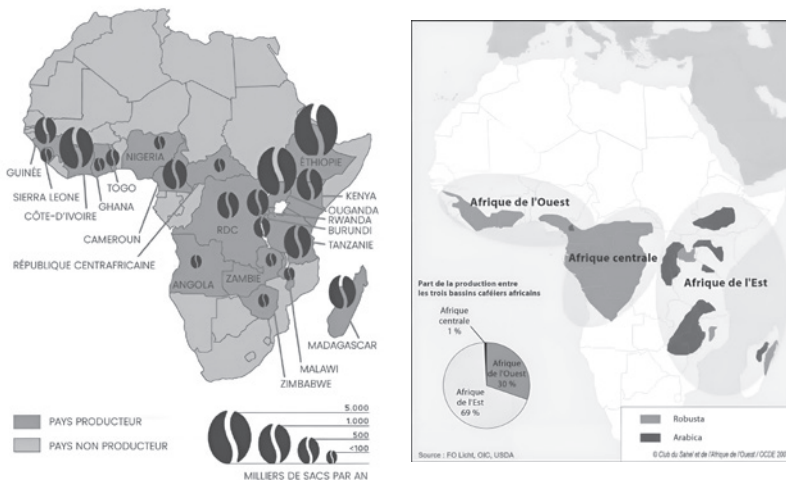 NIGERIA
ÉTHIOPIE
GUINÉE
SIERRA LEONE
CÔTE-D'IVOIRE
GHANA
TOGO
CAMEROUN
RÉPUBLIQUE CENTRAFRICAINE
RDC
KENYA
OUGANDA
RWANDA
BURUNDI
TANZANIE
ANGOLA
ZAMBIE
MADAGASCAR
MALAWI
ZIMBABWE
PAYS PRODUCTEUR
PAYS NON PRODUCTEUR
5.000
1.000
500
<100
MILLIERS DE SACS PAR AN
Afrique de l'Ouest
Afrique centrale
Afrique de l'Est
Part de la production entre
les trois bassins caféiers africains
Afrique
centrale
1 %
Afrique
de l'Ouest
30 %
Afrique
de l'Est
69 %
Robusta
Arabica
Source : FO Licht, OIC, USDA
© Club du Sahel et de l'Afrique de l'Ouest / OCDE 200